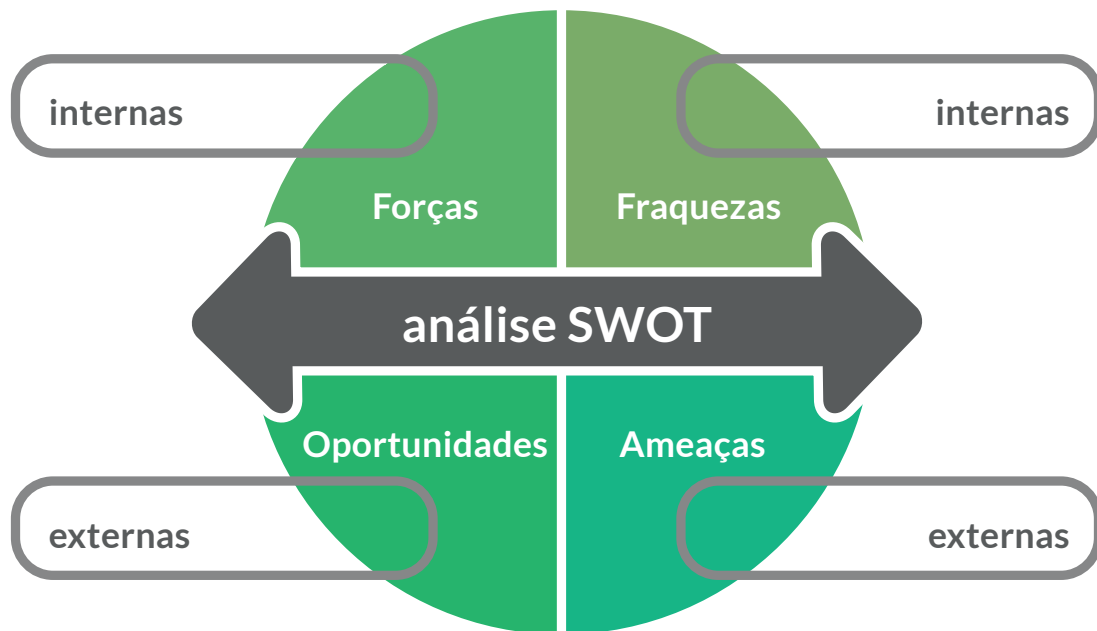 internas
internas
Forças
Fraquezas
análise SWOT
Oportunidades
Ameaças
externas
externas